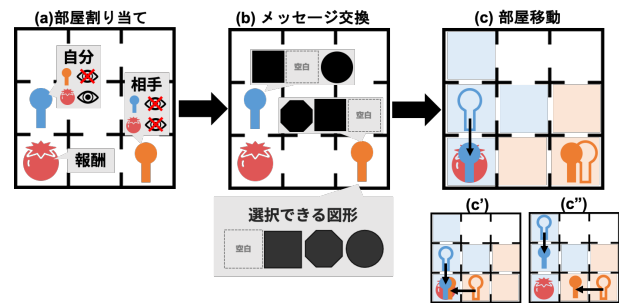 (a)部屋割り当て
(b) メッセージ交換
(c) 部屋移動
自分
相手
報酬
空白
空白
選択できる図形
空白
(c')
(c'')